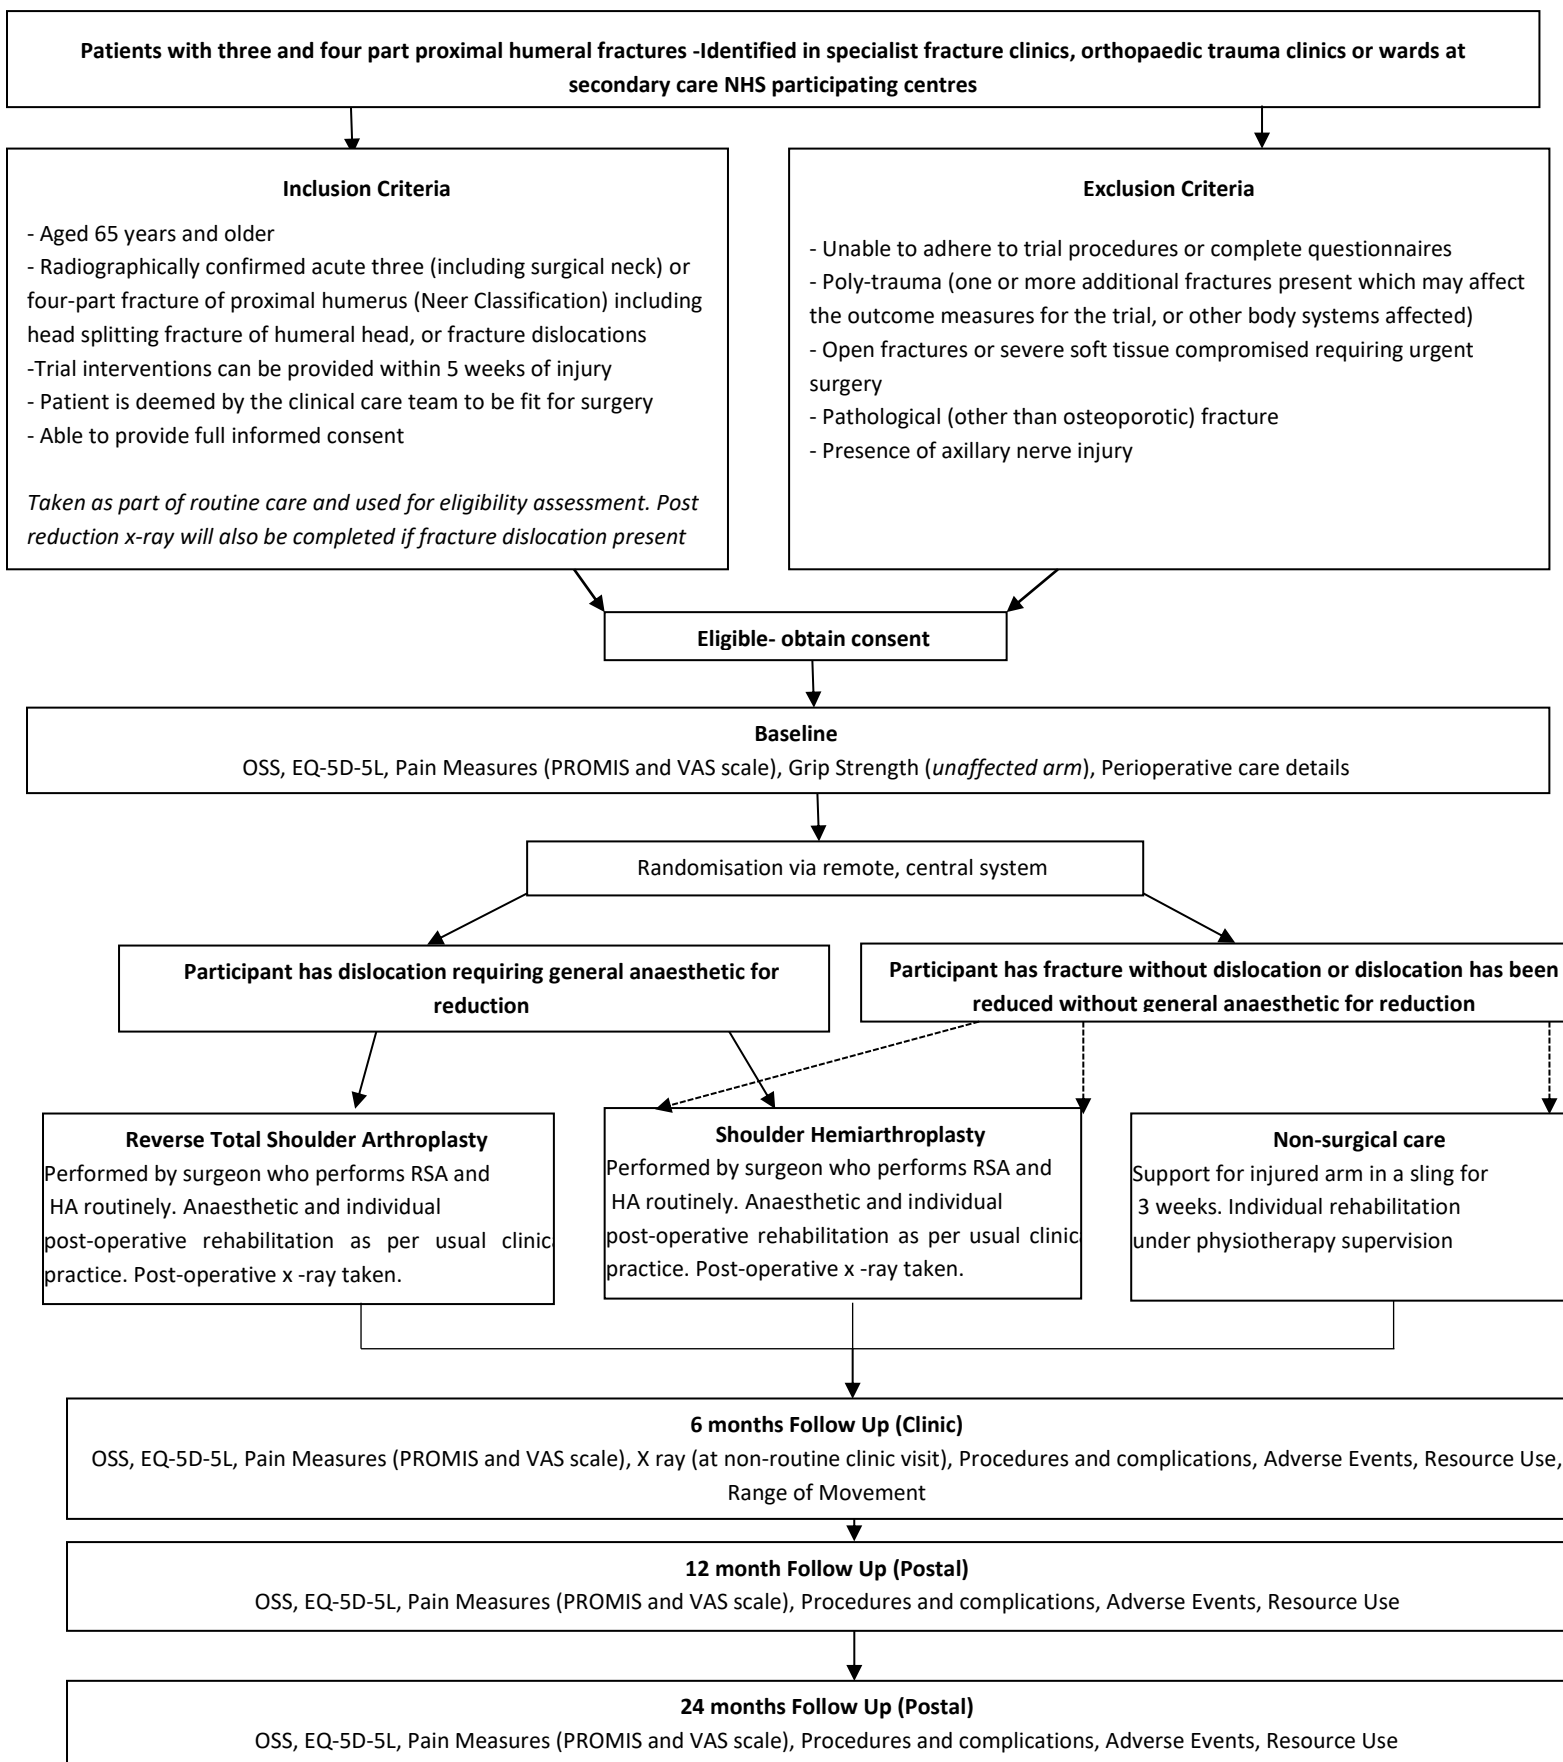 Patients with three and four part proximal humeral fractures -Identified in specialist fracture clinics, orthopaedic trauma clinics or wards at
secondary care NHS participating centres
Inclusion Criteria
- Aged 65 years and older
- Radiographically confirmed acute three (including surgical neck) or
four-part fracture of proximal humerus (Neer Classification) including
head splitting fracture of humeral head, or fracture dislocations
-Trial interventions can be provided within 5 weeks of injury
- Patient is deemed by the clinical care team to be fit for surgery
- Able to provide full informed consent
Taken as part of routine care and used for eligibility assessment. Post
reduction x-ray will also be completed if fracture dislocation present
Exclusion Criteria
- Unable to adhere to trial procedures or complete questionnaires
- Poly-trauma (one or more additional fractures present which may affect
the outcome measures for the trial, or other body systems affected)
- Open fractures or severe soft tissue compromised requiring urgent
surgery
- Pathological (other than osteoporotic) fracture
- Presence of axillary nerve injury
Eligible- obtain consent
Baseline
OSS, EQ-5D-5L, Pain Measures (PROMIS and VAS scale), Grip Strength (unaffected arm), Perioperative care details
Randomisation via remote, central system
Participant has dislocation requiring general anaesthetic for
reduction
Participant has fracture without dislocation or dislocation has been
reduced without general anaesthetic for reduction
Reverse Total Shoulder Arthroplasty
Performed by surgeon who performs RSA and
HA routinely. Anaesthetic and individual
post-operative rehabilitation as per usual clinic
practice. Post-operative x -ray taken.
Shoulder Hemiarthroplasty
Performed by surgeon who performs RSA and
HA routinely. Anaesthetic and individual
post-operative rehabilitation as per usual clinic
practice. Post-operative x -ray taken.
Non-surgical care
Support for injured arm in a sling for
3 weeks. Individual rehabilitation
under physiotherapy supervision
6 months Follow Up (Clinic)
OSS, EQ-5D-5L, Pain Measures (PROMIS and VAS scale), X ray (at non-routine clinic visit), Procedures and complications, Adverse Events, Resource Use,
Range of Movement
12 month Follow Up (Postal)
OSS, EQ-5D-5L, Pain Measures (PROMIS and VAS scale), Procedures and complications, Adverse Events, Resource Use
24 months Follow Up (Postal)
OSS, EQ-5D-5L, Pain Measures (PROMIS and VAS scale), Procedures and complications, Adverse Events, Resource Use